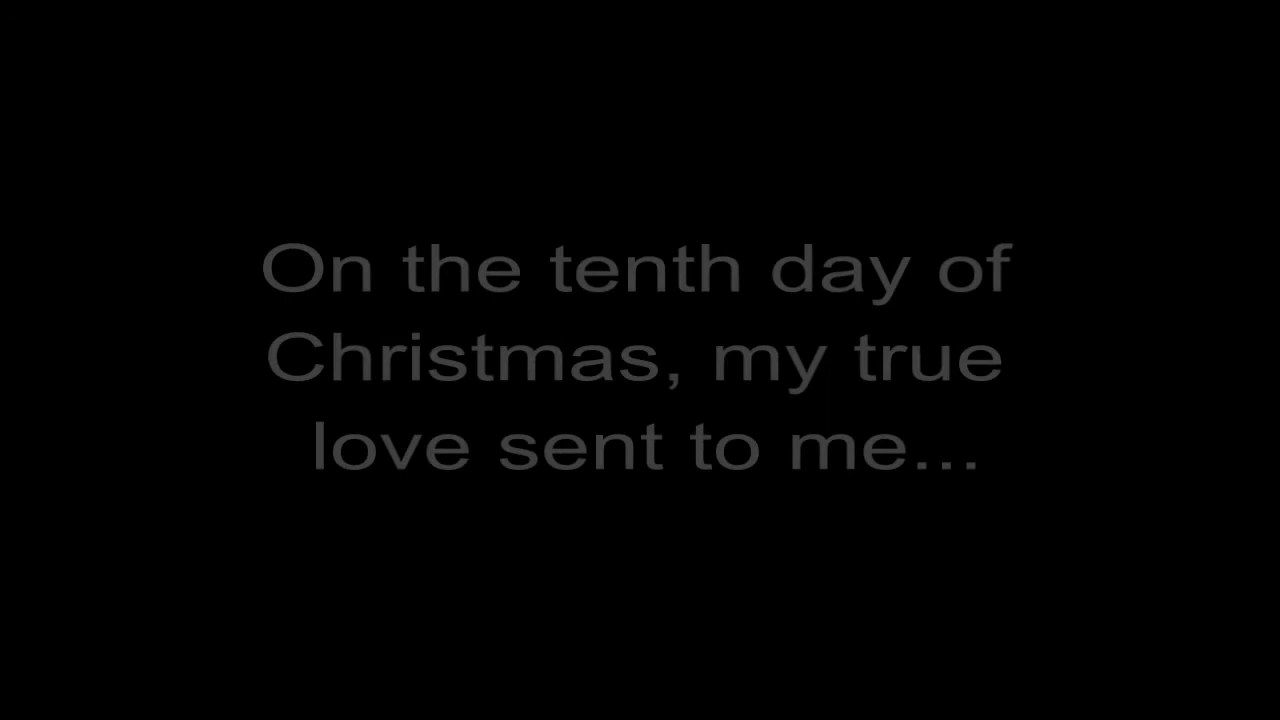 On the tenth day of
Christmas, my true
love sent to me...